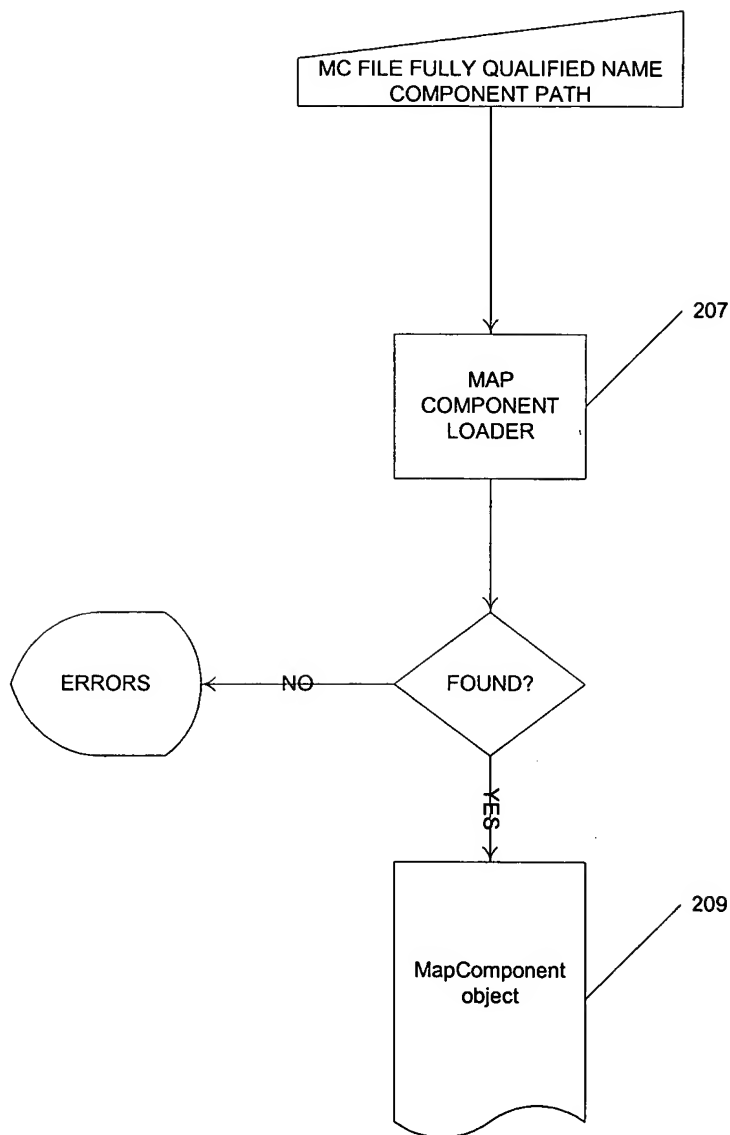 MC FILE FULLY QUALIFIED NAME
COMPONENT PATH
207
MAP
COMPONENT
LOADER
ERRORS
NO
FOUND?
YES
209
MapComponent
object